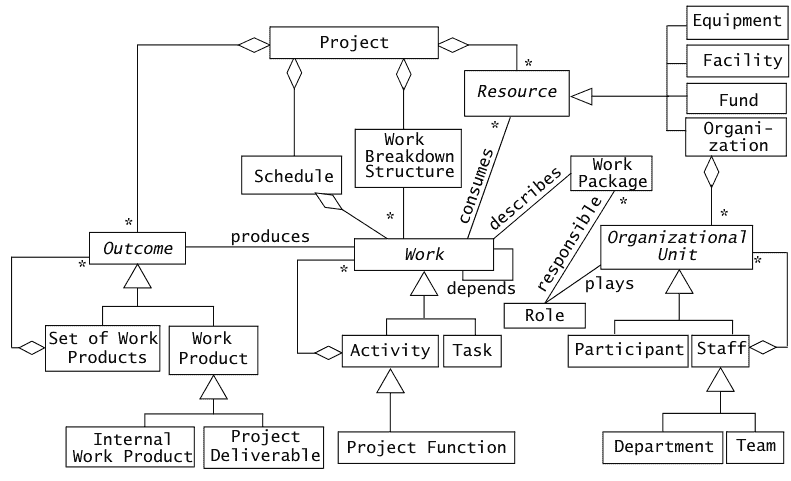 Project
Equipment
Facility
Fund
Organi-
zation
*
Resource
*
Schedule
Work
Breakdown
Structure
consumes
describes
Work
Package
*
*
*
*
Outcome
*
produces
Work
*
depends
responsible
plays
Role
Organizational
Unit
*
Set of Work
Products
Work
Product
Activity
Task
Participant
Staff
Internal
Work Product
Project
Deliverable
Project Function
Department
Team